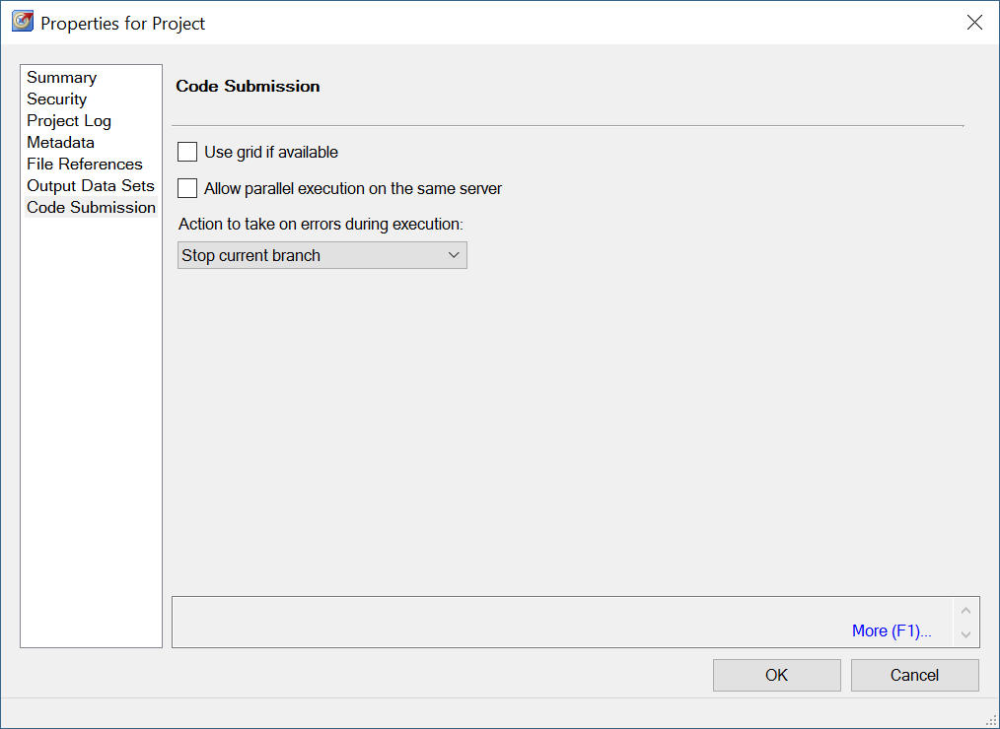 Properties for Project
Summary
Security
Project Log
Metadata
File References
Output Data Sets
Code Submission
Code Submission
Use grid if available
Allow parallel execution on the same server
Action to take on errors during execution:
Stop current branch
More (F1)...
OK
Cancel